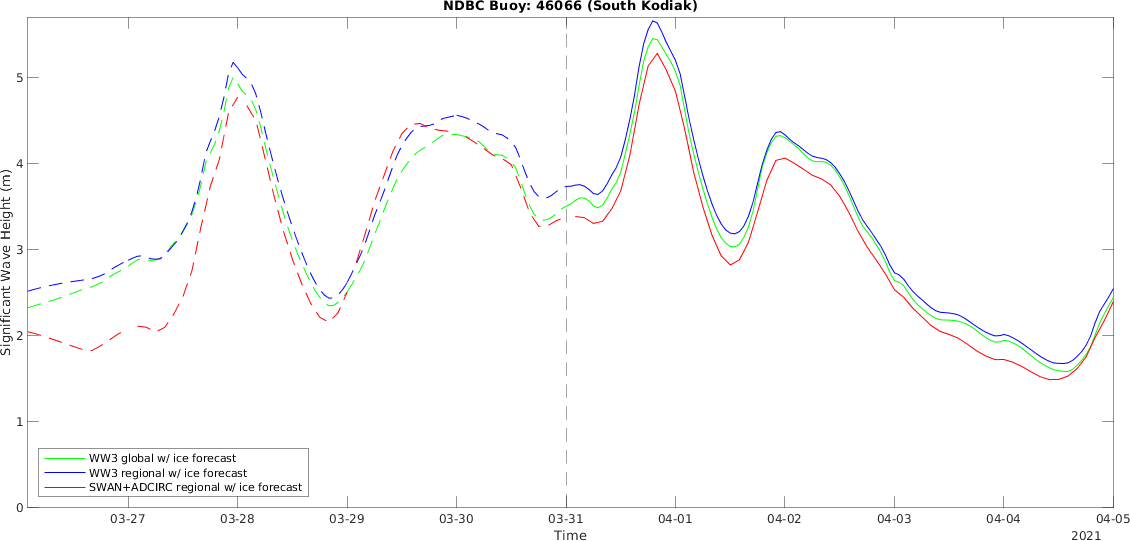 NDBC Buoy: 46066 (South Kodiak)
Significant Wave Height (m)
5
4
3
2
1
0
WW3 global w/ ice forecast
WW3 regional w/ ice forecast
SWAN+ADCIRC regional w/ ice forecast
03-27 03-28 03-29 03-30 03-31 04-01 04-02 04-03 04-04 04-05
Time
2021